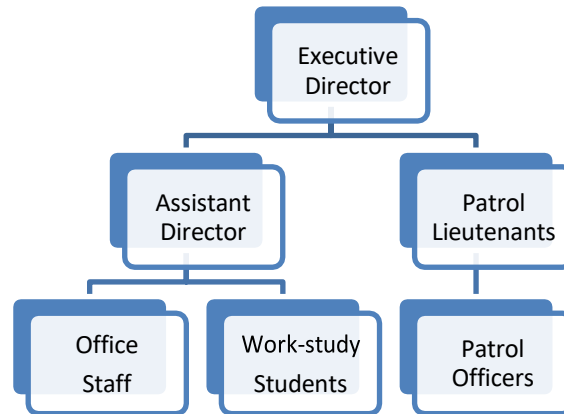 Executive
Director
Assistant
Director
Patrol
Lieutenants
Office
Staff
Work-study
Students
Patrol
Officers